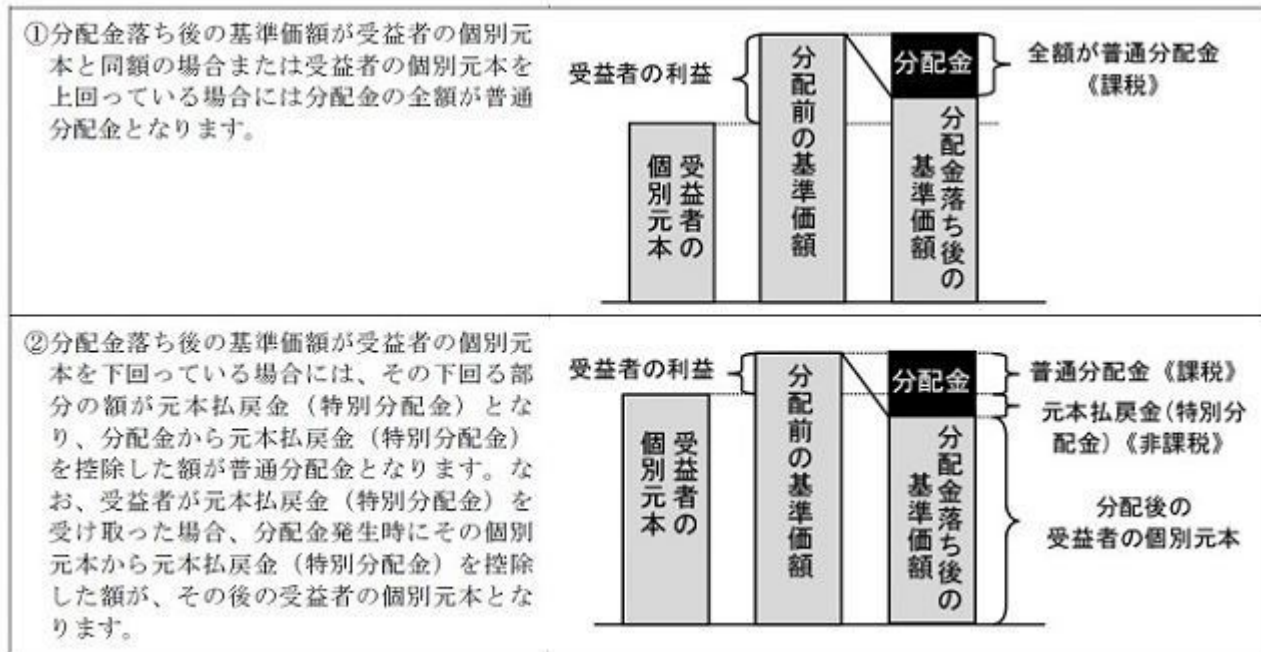 ①分配金落ち後の基準価額が受益者の個別元
本と同額の場合または受益者の個別元本を
上回っている場合には分配金の全額が普通
分配金となります。
受益者の利益
受益者の
個別元本
分配前の基準価額
分配金
分配金落ち後の
基準価額
全額が普通分配金
《課税》
②分配金落ち後の基準価額が受益者の個別元
本を下回っている場合には、その下回る部
分の額が元本払戻金（特別分配金）とな
り、分配金から元本払戻金（特別分配金）
を控除した額が普通分配金となります。な
お、受益者が元本払戻金（特別分配金）を
受け取った場合、分配金発生時にその個別
元本から元本払戻金（特別分配金）を控除
した額が、その後の受益者の個別元本とな
ります。
受益者の利益
受益者の
個別元本
分配前の基準価額
分配金
分配金落ち後の
基準価額
普通分配金《課税》
元本払戻金(特別分
配金)《非課税》
分配後の
受益者の個別元本